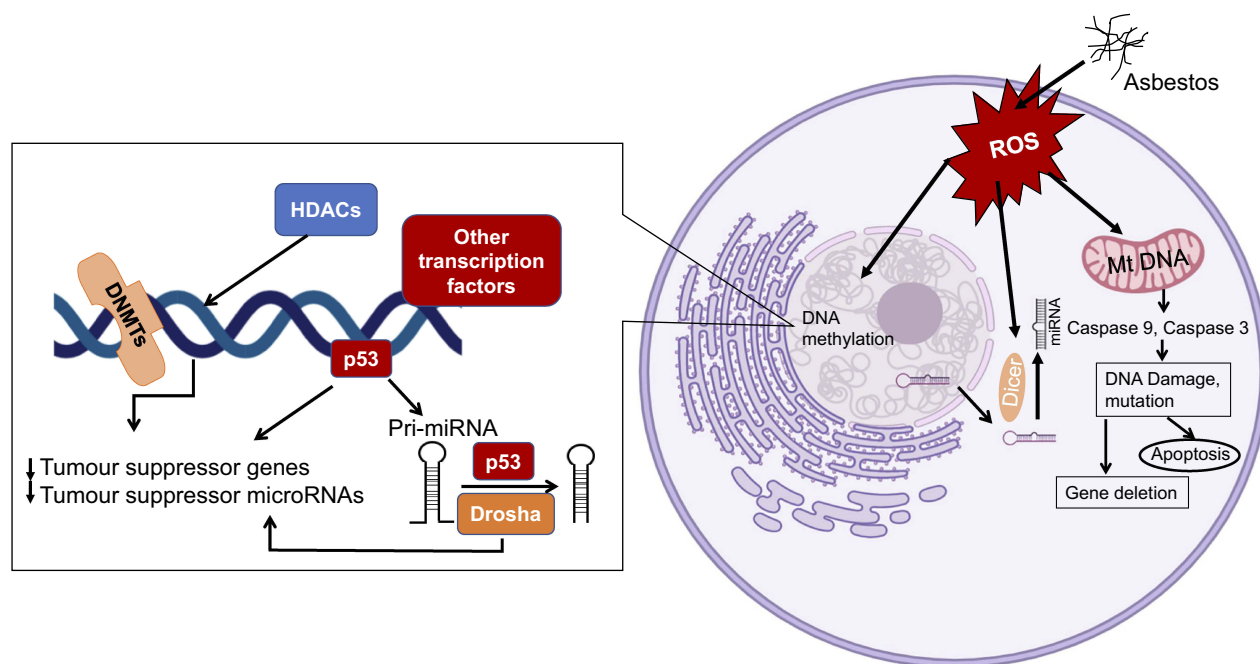 HDACs
Other
transcription
factors
DNMTs
p53
Pri-miRNA
p53
Drosha
Tumour suppressor genes
Tumour suppressor microRNAs
Asbestos
ROS
Mt DNA
DNA
methylation
miRNA
Dicer
Caspase 9, Caspase 3
DNA Damage,
mutation
Apoptosis
Gene deletion